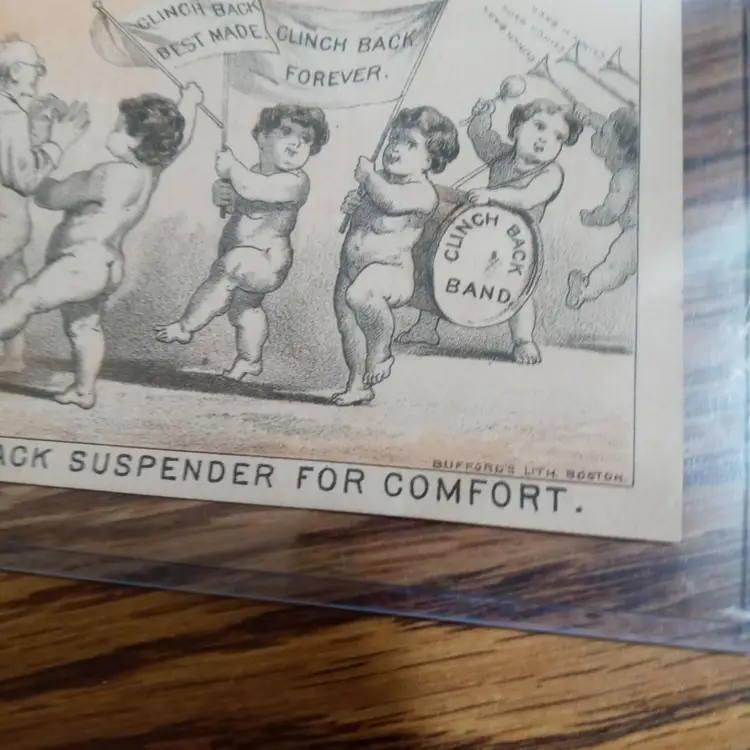 CLINCH BACK
BEST MADE
CLINCH BACK
FOREVER.
CLINCH BACK
BAND
BUFFORD'S LITH. BOSTON.
ACK SUSPENDER FOR COMFORT.